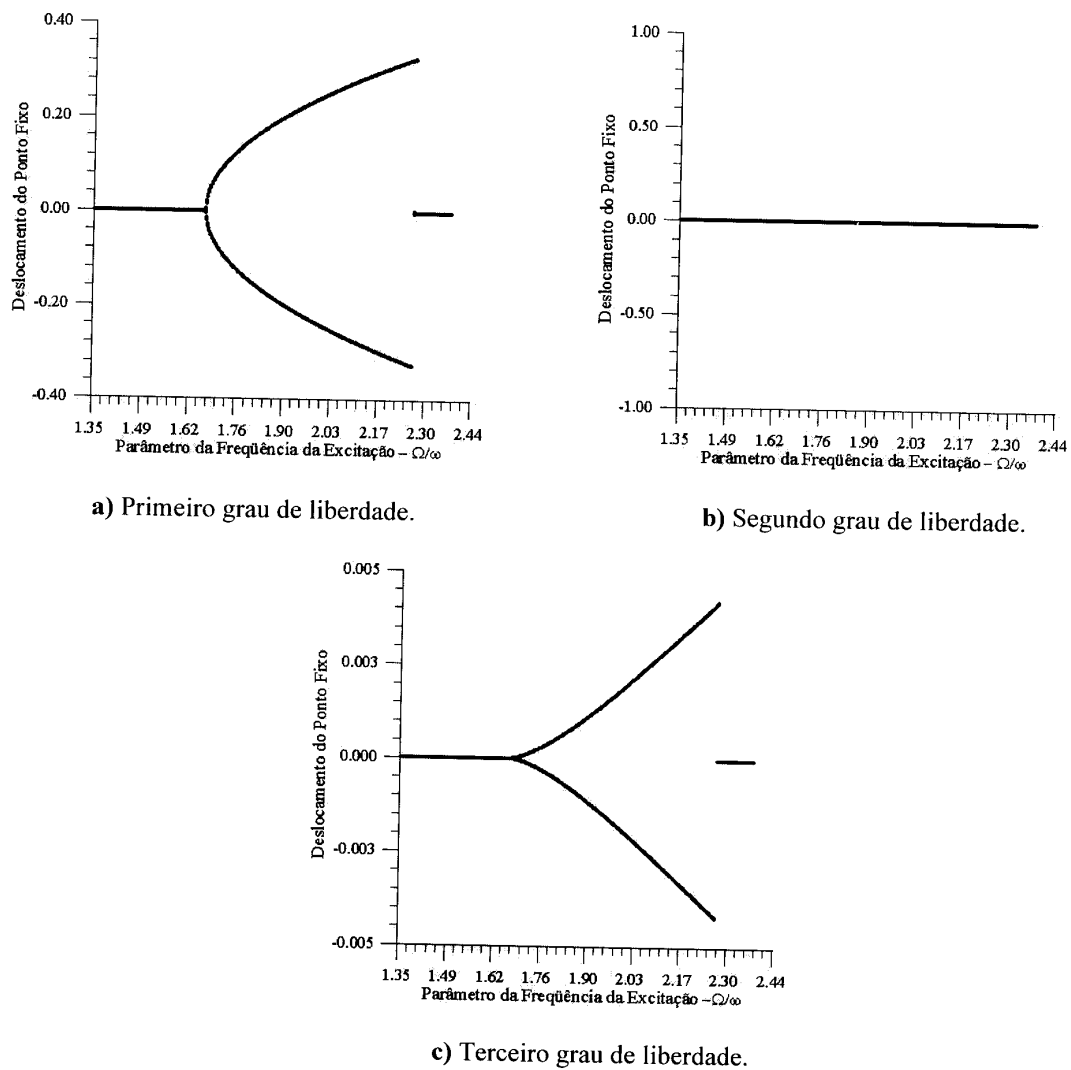 0.40
0.20
0.00
-0.20
-0.40
Deslocamento do Ponto Fixo
1.35 1.49 1.62 1.76 1.90 2.03 2.17 2.30 2.44
Parâmetro da Freqüência da Excitação – Ω/ω
a) Primeiro grau de liberdade.
1.00
0.50
0.00
-0.50
-1.00
Deslocamento do Ponto Fixo
1.35 1.49 1.62 1.76 1.90 2.03 2.17 2.30 2.44
Parâmetro da Freqüência da Excitação – Ω/ω
b) Segundo grau de liberdade.
0.005
0.003
0.000
-0.003
-0.005
Deslocamento do Ponto Fixo
1.35 1.49 1.62 1.76 1.90 2.03 2.17 2.30 2.44
Parâmetro da Freqüência da Excitação –Ω/ω
c) Terceiro grau de liberdade.